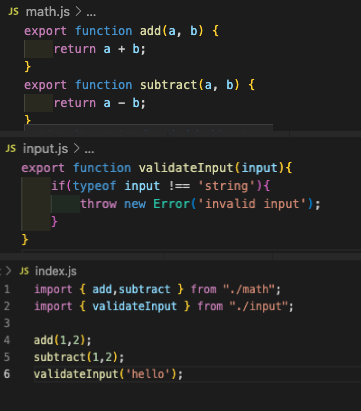 JS math.js > ...
export function add(a, b) {
    return a + b;
}
export function subtract(a, b) {
    return a - b;
}
JS input.js > ...
export function validateInput(input){
    if(typeof input !== 'string'){
        throw new Error('invalid input');
    }
}
> JS index.js
1 import { add,subtract } from "./math";
2 import { validateInput } from "./input";
3
4 add(1,2);
5 subtract(1,2);
6 validateInput('hello');